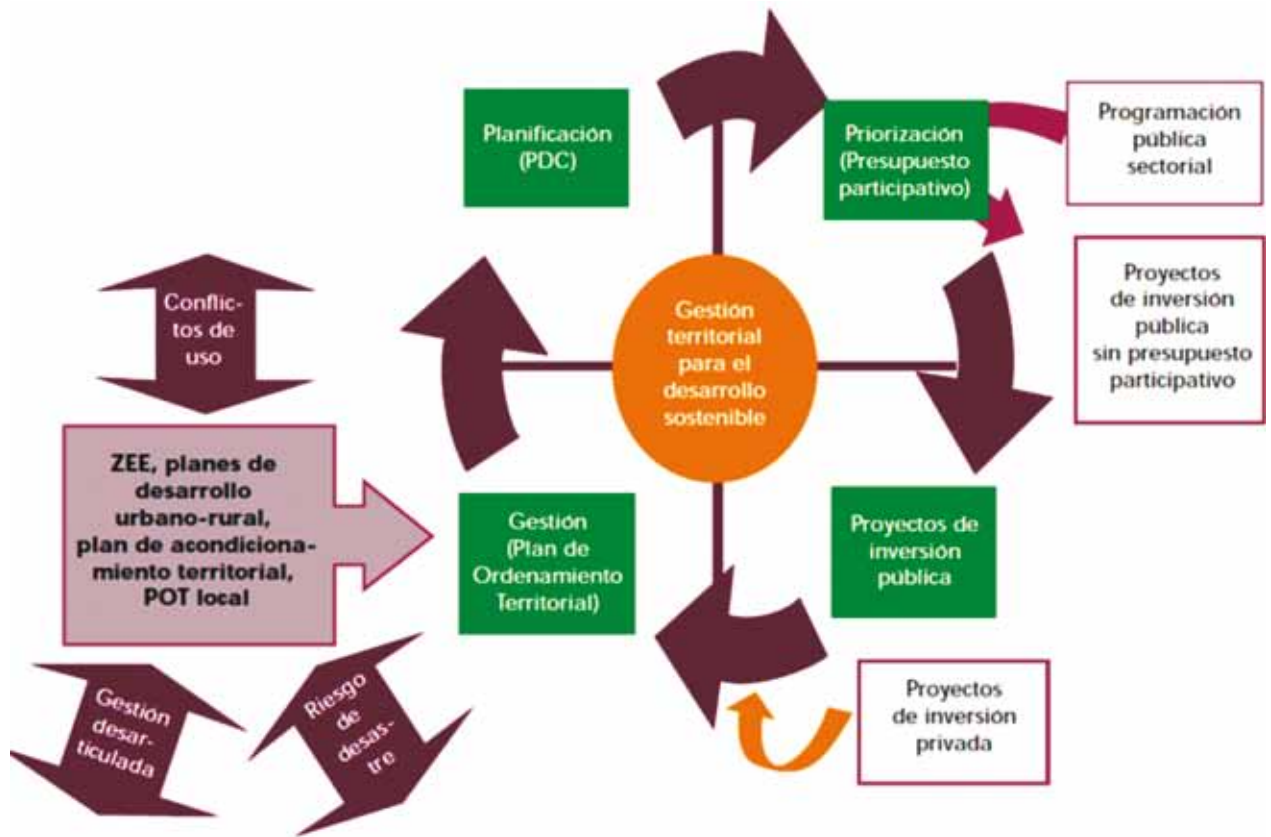 Planificación
(PDC)
Priorización
(Presupuesto
participativo)
Programación
pública
sectorial
Proyectos
de inversión
pública
sin presupuesto
participativo
Conflic-
tos de
uso
Gestión
territorial
para el
desarrollo
sostenible
ZEE, planes de
desarrollo
urbano-rural,
plan de acondiciona-
miento territorial,
POT local
Gestión
(Plan de
Ordenamiento
Territorial)
Proyectos de
inversión
pública
Gestión
desar-
ticulada
Riesgo
de
desas-
tre
Proyectos
de inversión
privada